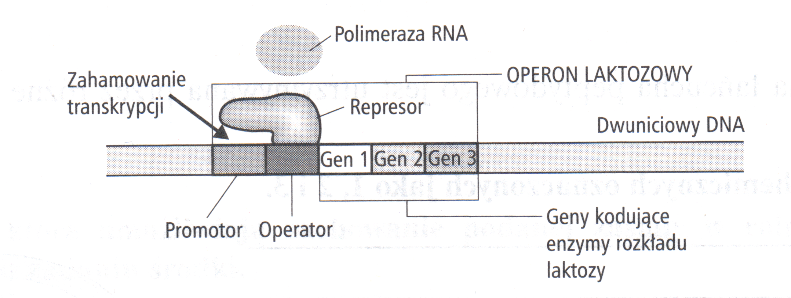 Polimeraza RNA
Zahamowanie
transkrypcji
OPERON LAKTOZOWY
Represor
Dwuniciowy DNA
Gen 1 Gen 2 Gen 3
Promotor Operator
Geny kodujące
enzymy rozkładu
laktozy